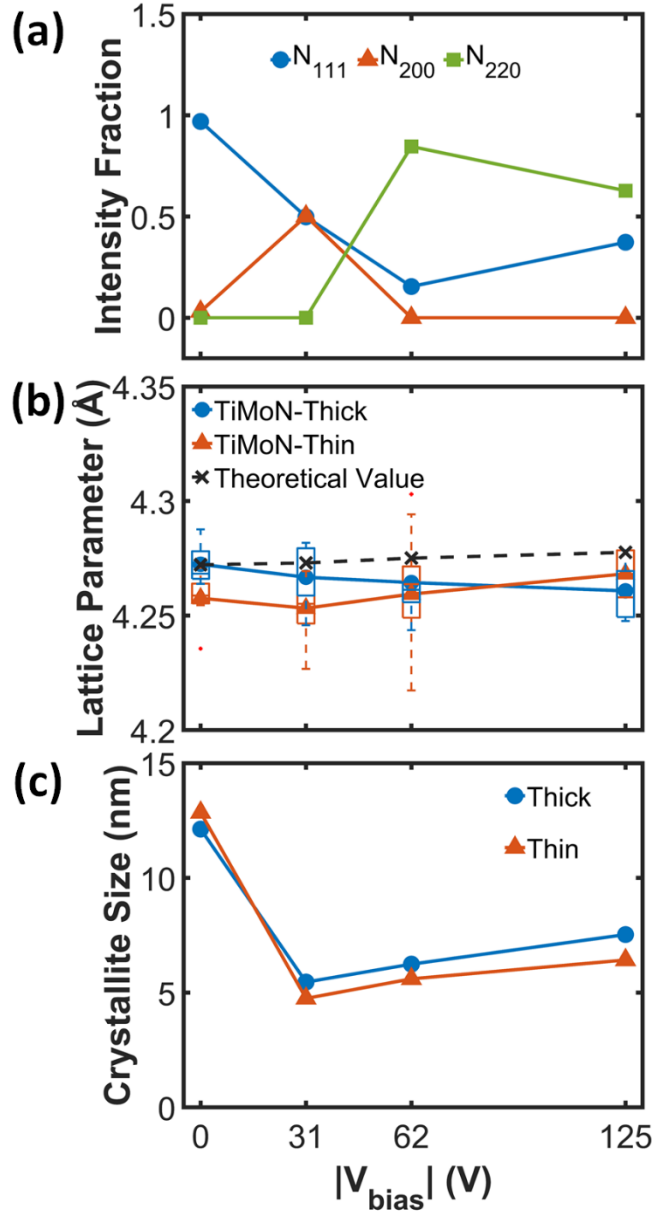 (a)
1.5
1
0.5
0
Intensity Fraction
N111 N200 N220
(b)
4.35
4.3
4.25
4.2
Lattice Parameter (Å)
TiMoN-Thick
TiMoN-Thin
Theoretical Value
(c)
15
10
5
0
Crystallite Size (nm)
Thick
Thin
0 31 62 125
|Vbias| (V)